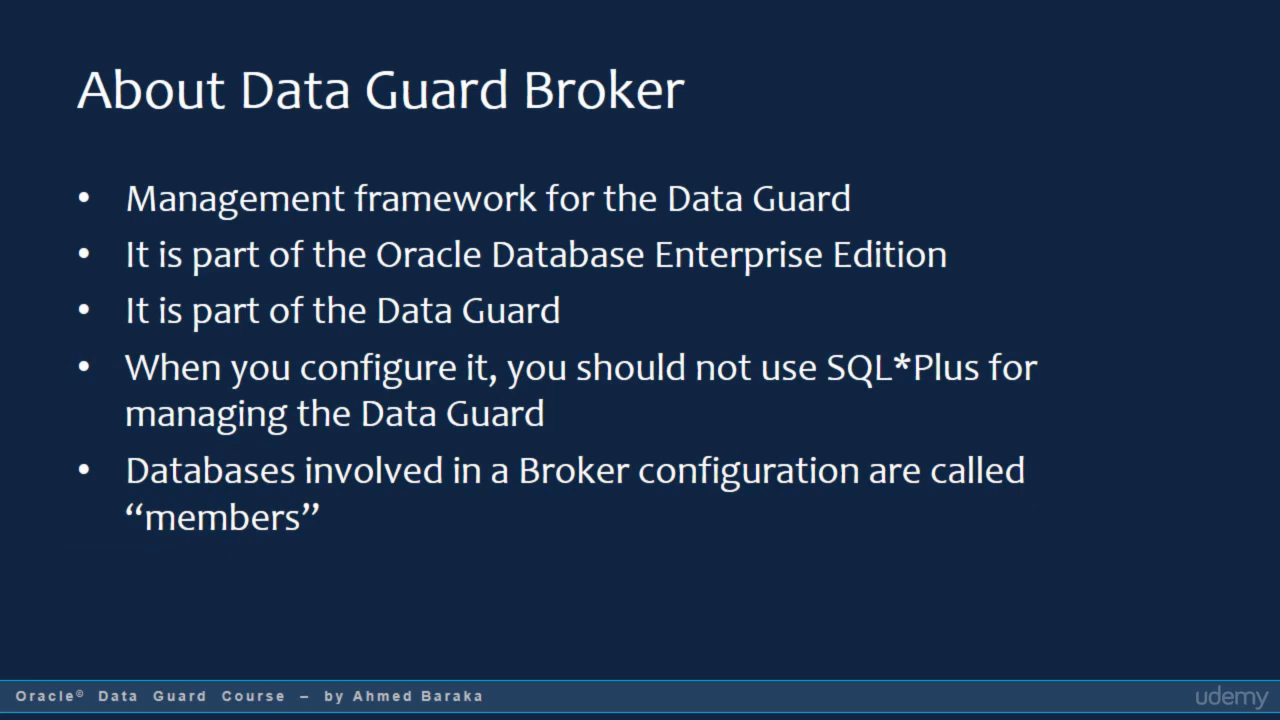 About Data Guard Broker
• Management framework for the Data Guard
• It is part of the Oracle Database Enterprise Edition
• It is part of the Data Guard
• When you configure it, you should not use SQL*Plus for
managing the Data Guard
• Databases involved in a Broker configuration are called
“members”
Oracle© Data Guard Course – by Ahmed Baraka
udemy